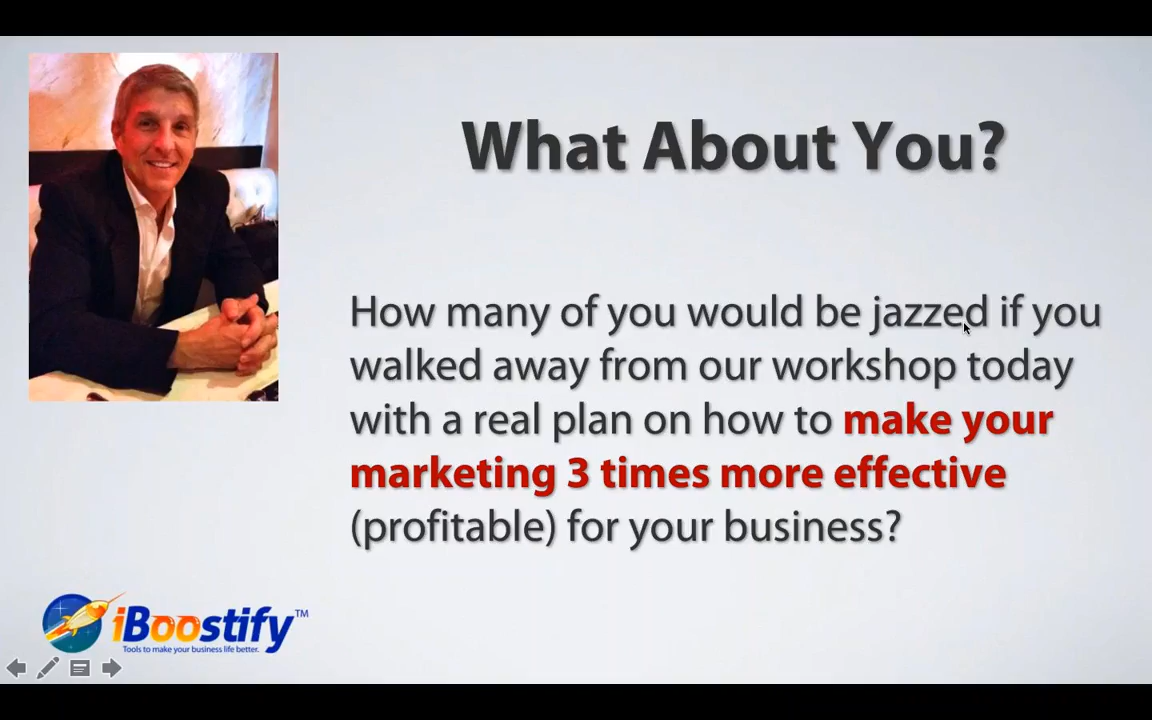 What About You?
How many of you would be jazzed if you
walked away from our workshop today
with a real plan on how to make your
marketing 3 times more effective
(profitable) for your business?
iBoostify™
Tools to make your business life better.